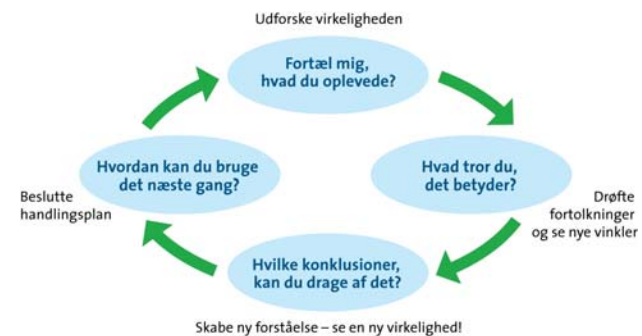 Udforske virkeligheden
Fortæl mig,
hvad du oplevede?
Hvad tror du,
det betyder?
Drøfte
fortolkninger
og se nye vinkler
Hvilke konklusioner,
kan du drage af det?
Skabe ny forståelse – se en ny virkelighed!
Hvordan kan du bruge
det næste gang?
Beslutte
handlingsplan